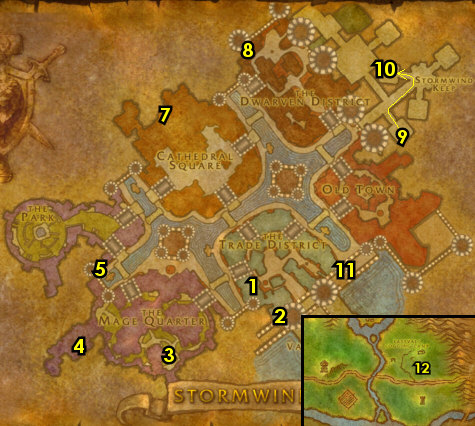 8
10
STORMWIND
KEEP
THE
DWARVEN DISTRICT
7
9
CATHEDRAL
SQUARE
OLD TOWN
THE
PARK
THE
TRADE DISTRICT
5
11
1
THE
MAGE QUARTER
2
4
3
12
STORMWIN